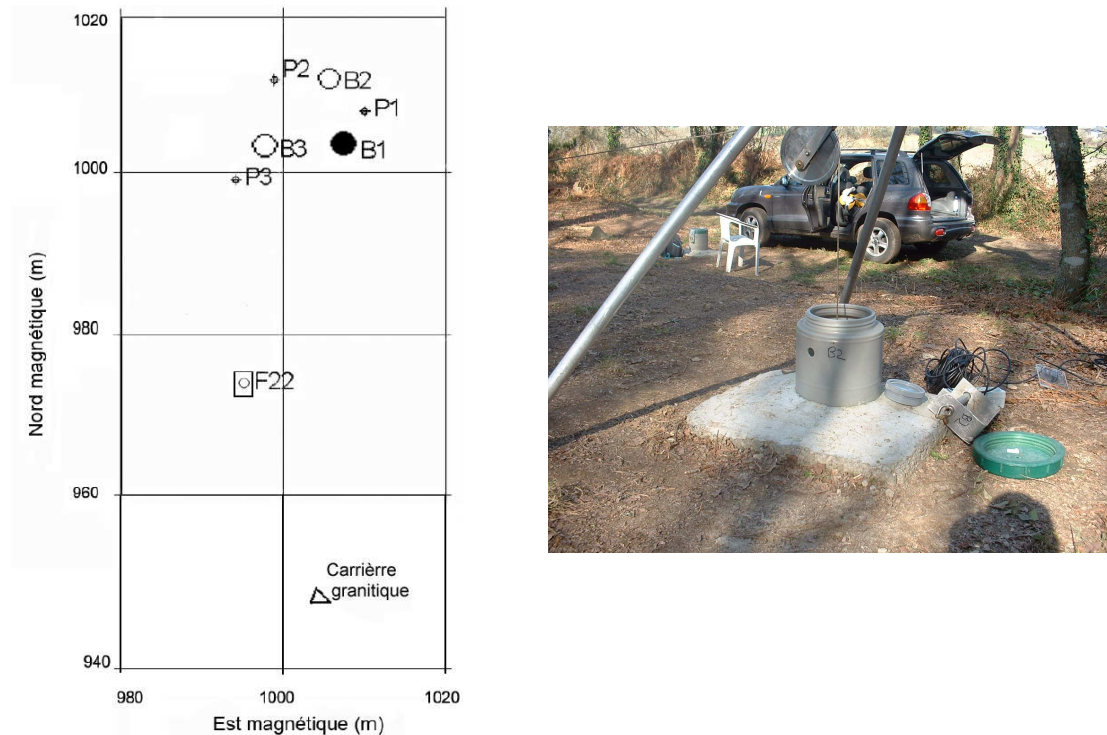 1020
P2
B2
P1
B3
B1
1000
P3
980
F22
960
Carrièrre
granitique
940
980
1000
1020
Est magnétique (m)
Nord magnétique (m)
B2